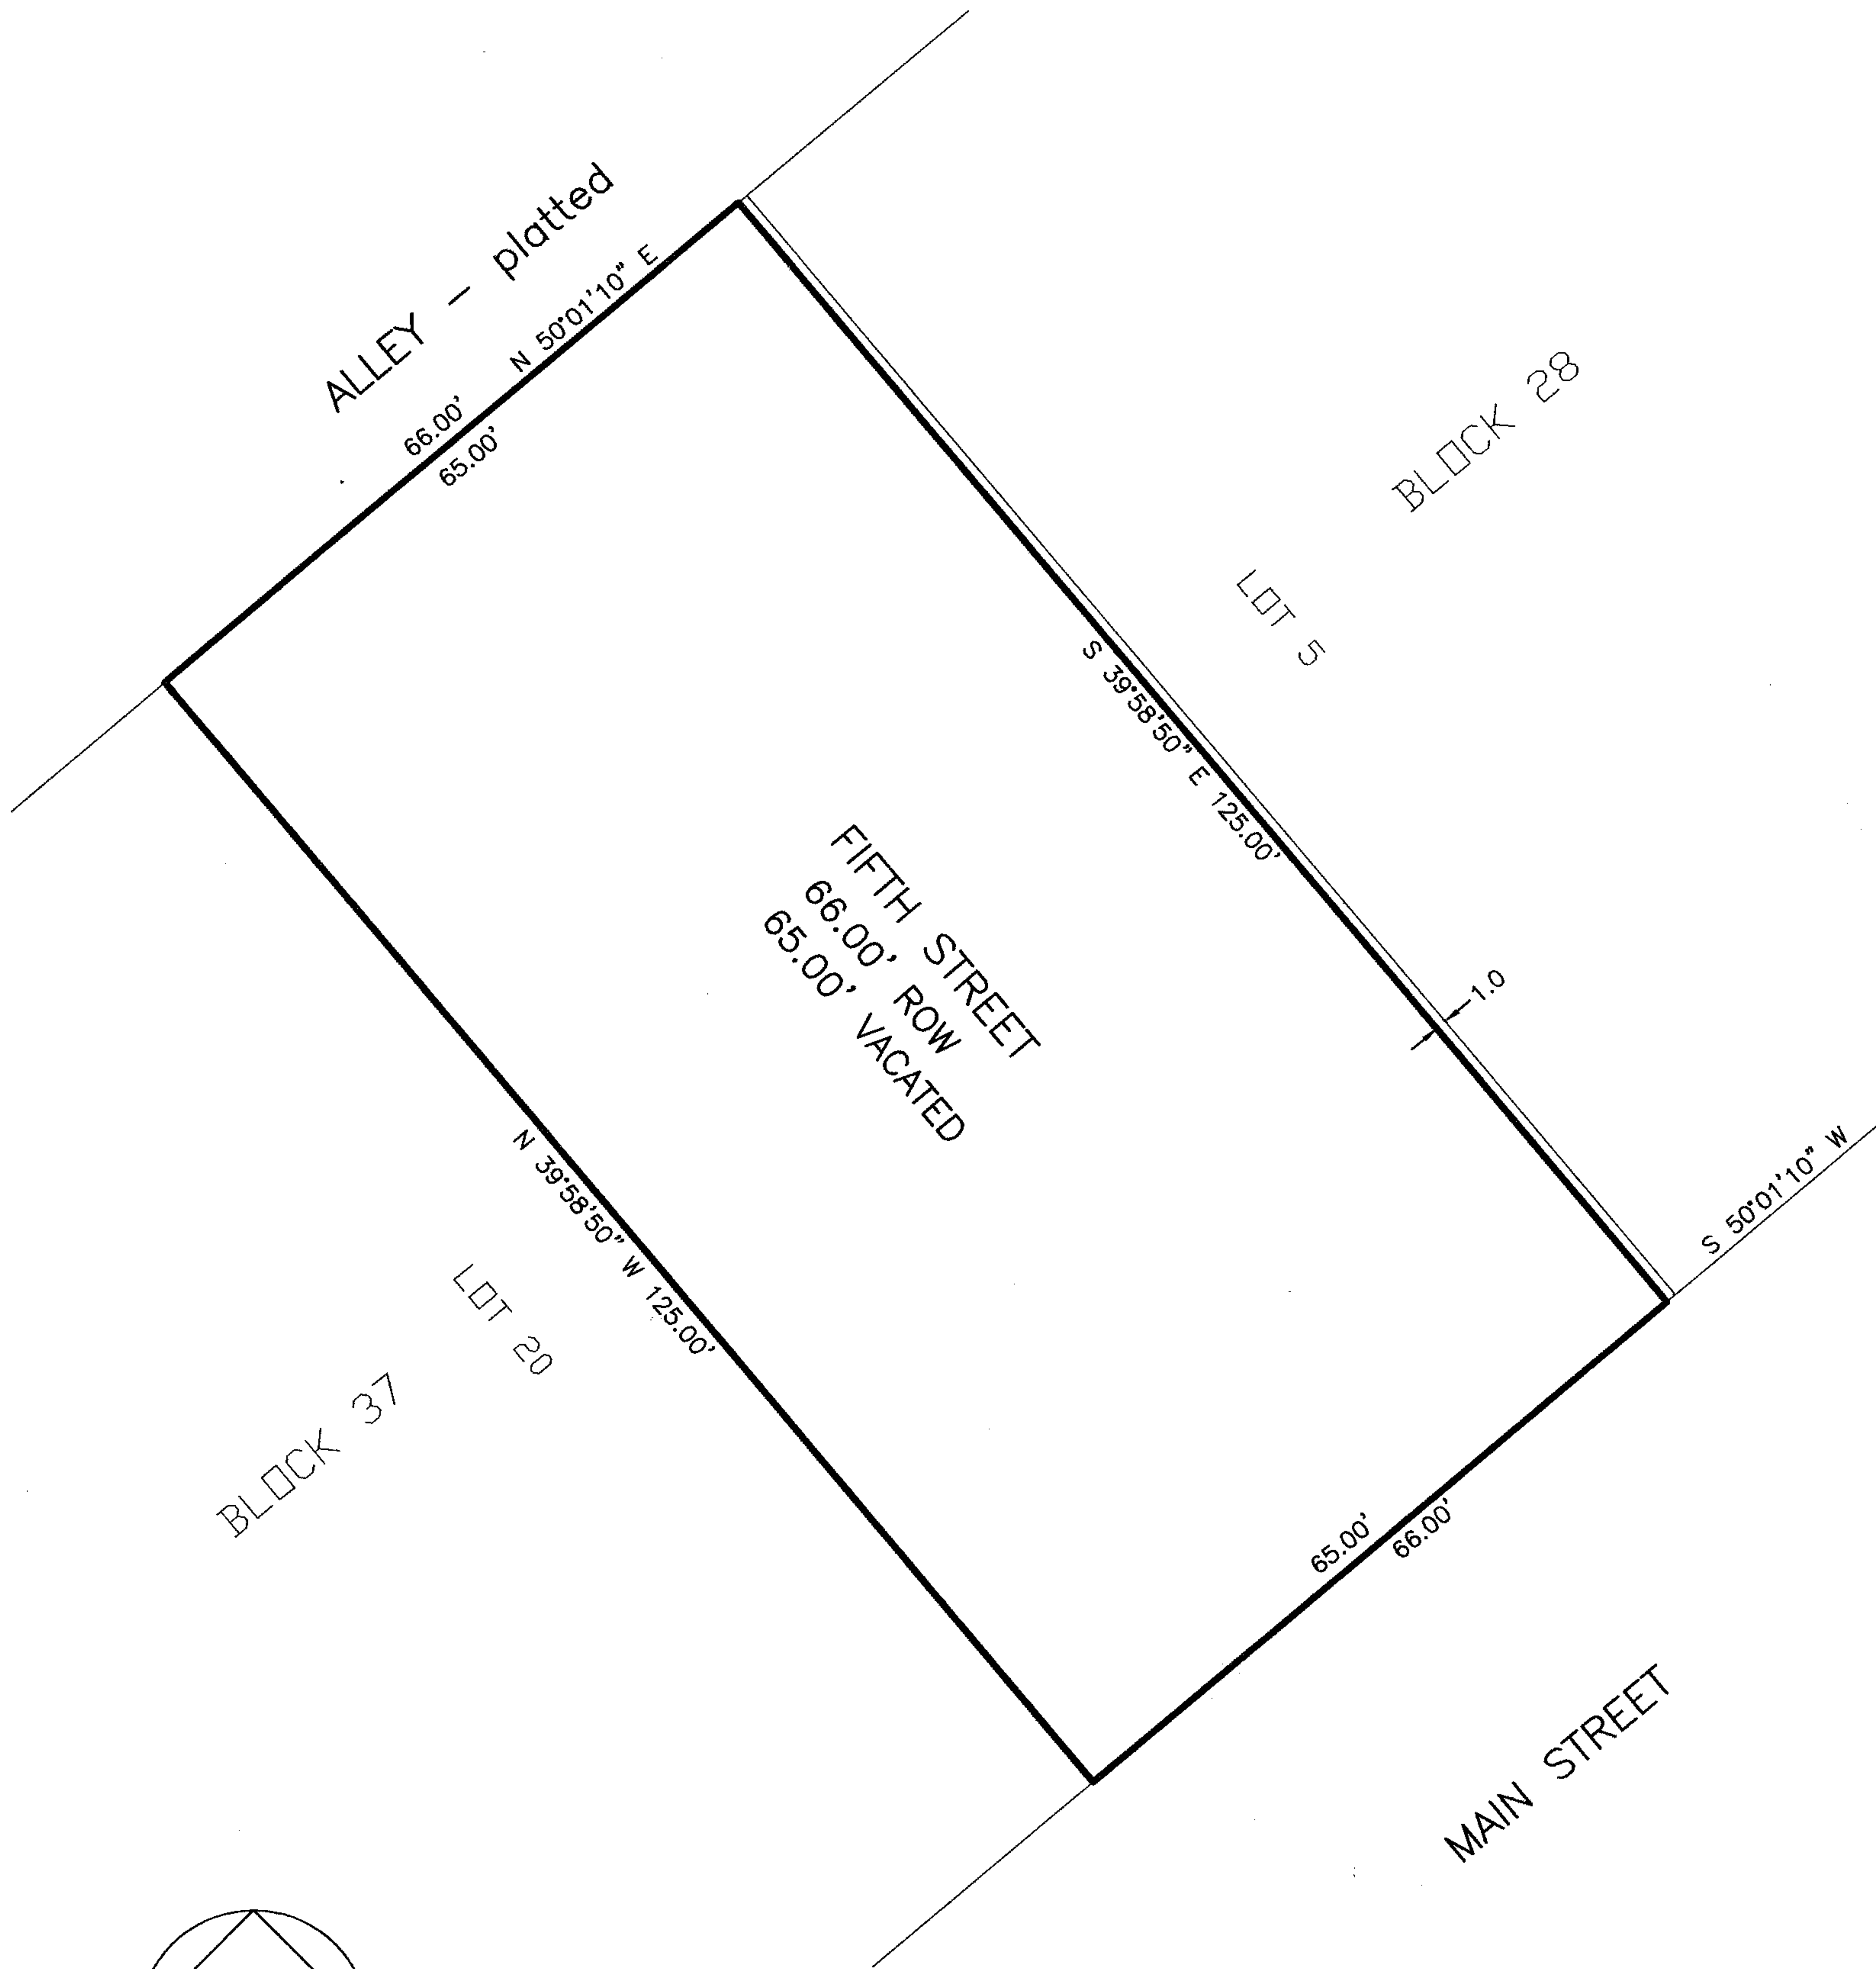 ALLEY — platted
N 50°01'10" E
66.00'
65.00'
BLOCK 28
LOT 5
S 39°58'50" E 125.00'
FIFTH STREET
66.00' ROW
65.00' VACATED
1.0
S 50°01'10" W
N 39°58'50" W 125.00'
LOT 20
BLOCK 37
65.00'
66.00'
MAIN STREET